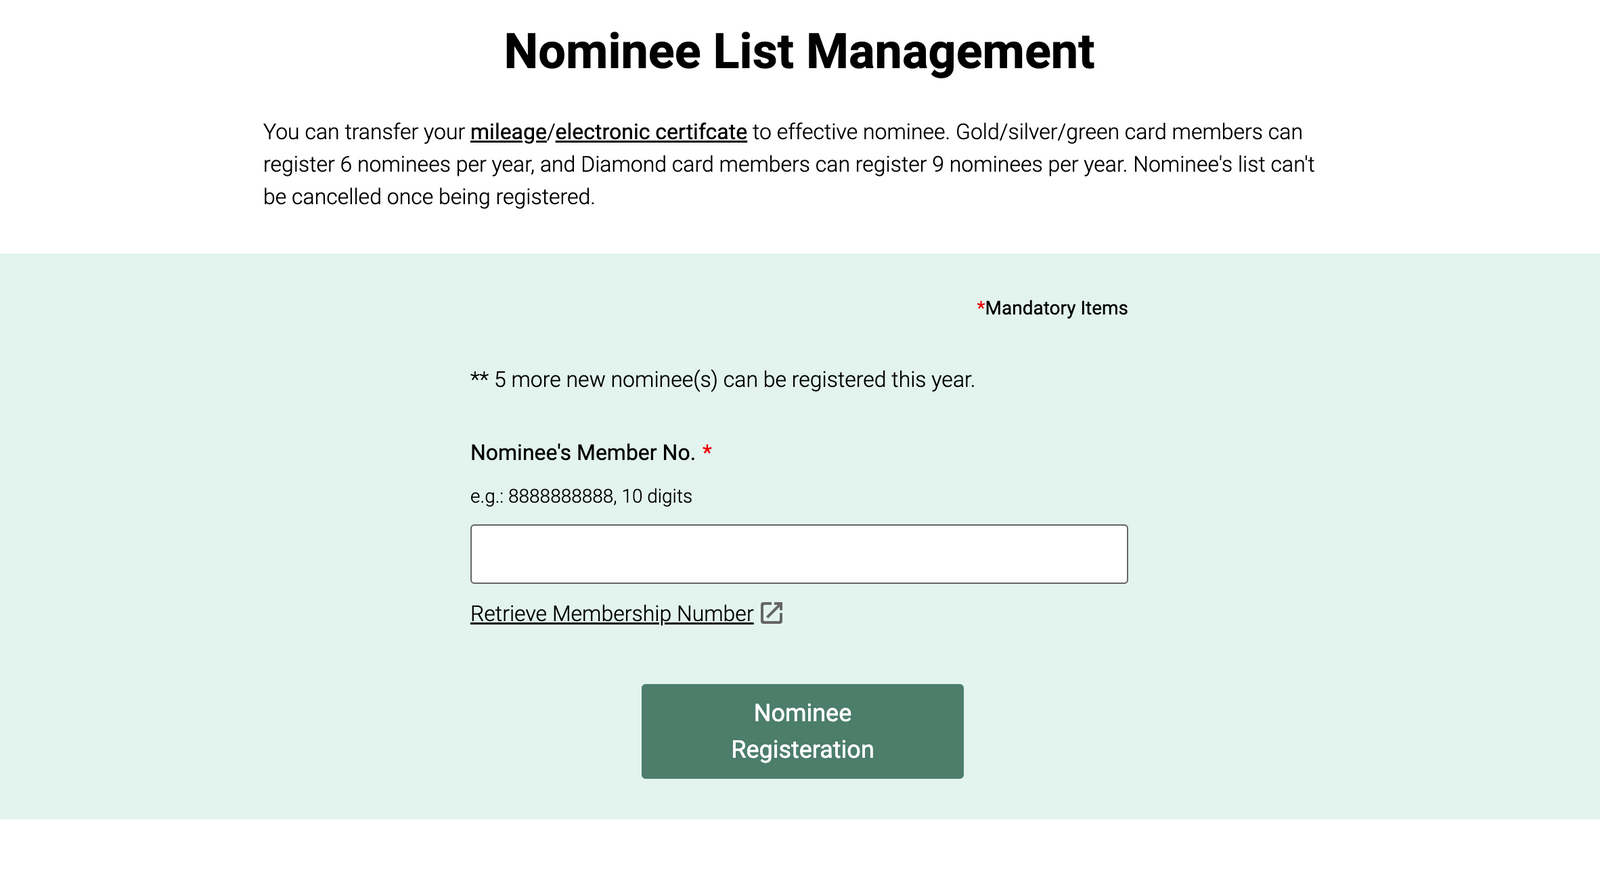 Nominee List Management
You can transfer your mileage/electronic certifcate to effective nominee. Gold/silver/green card members can
register 6 nominees per year, and Diamond card members can register 9 nominees per year. Nominee's list can't
be cancelled once being registered.
*Mandatory Items
** 5 more new nominee(s) can be registered this year.
Nominee's Member No. *
e.g.: 8888888888, 10 digits
Retrieve Membership Number
Nominee
Registeration